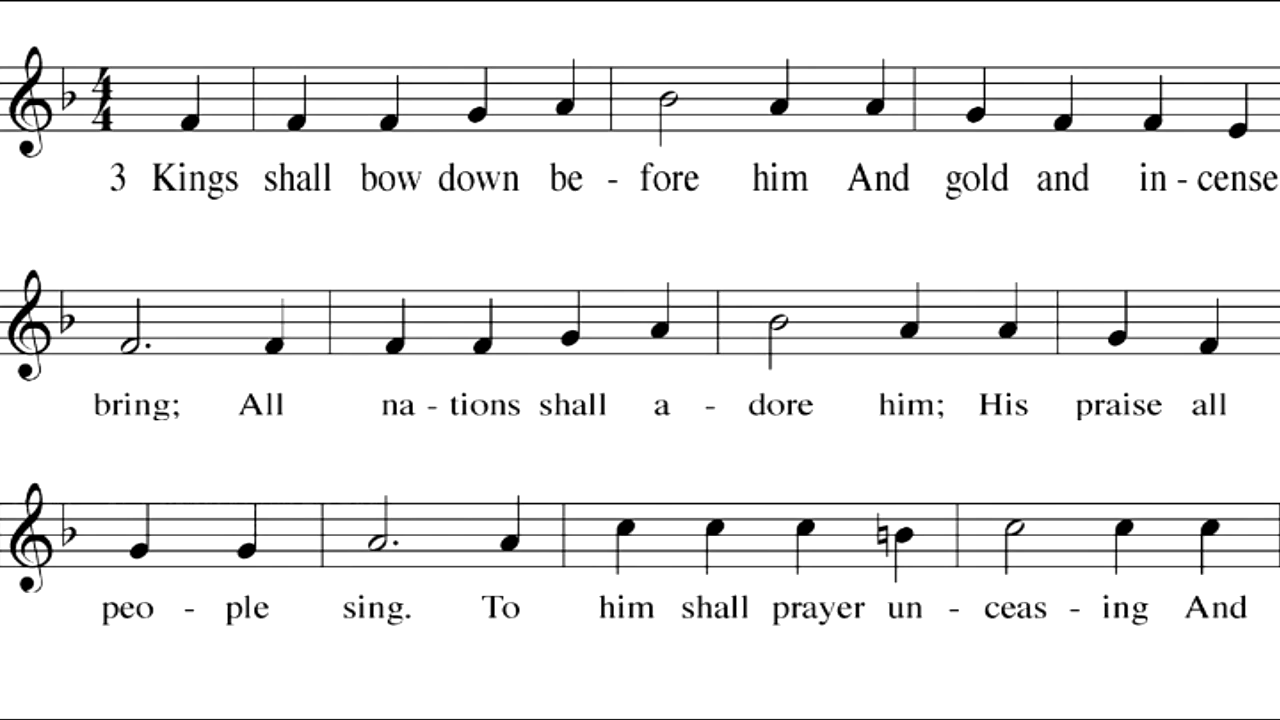 3 Kings shall bow down be - fore him And gold and in - cense
bring; All na - tions shall a - dore him; His praise all
peo - ple sing. To him shall prayer un - ceas - ing And